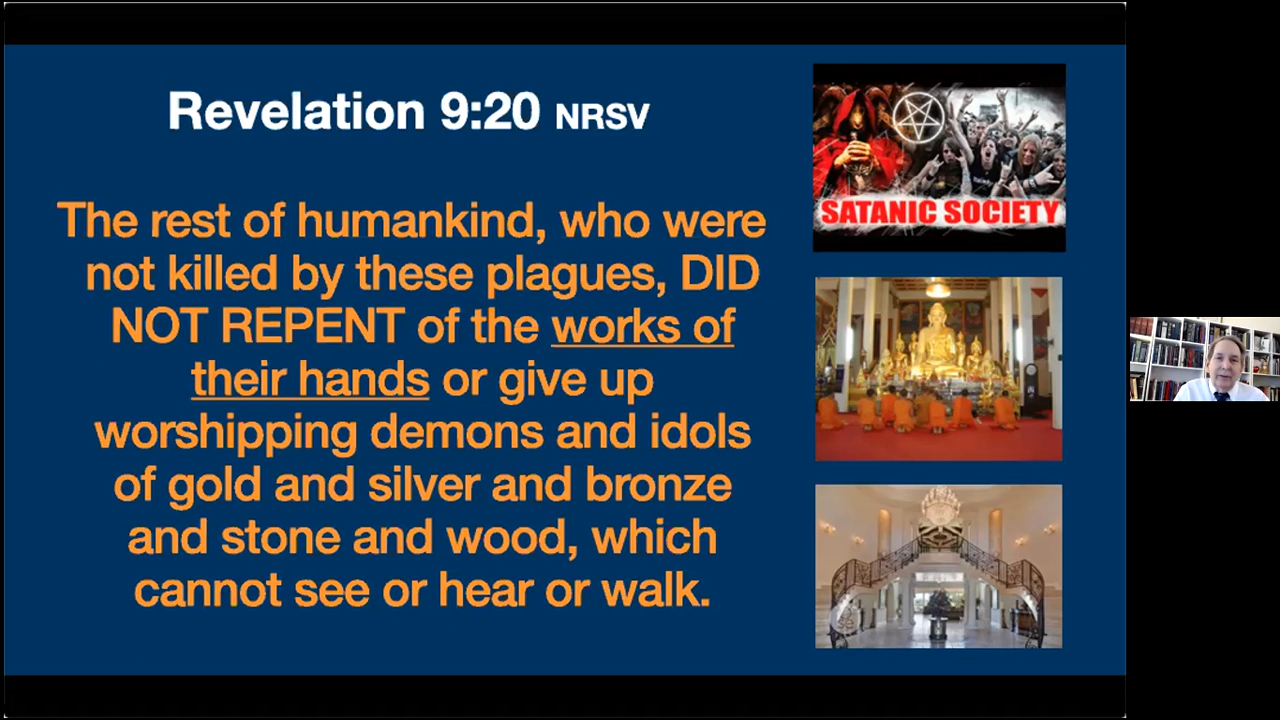 Revelation 9:20 NRSV
The rest of humankind, who were
not killed by these plagues, DID
NOT REPENT of the works of
their hands or give up
worshipping demons and idols
of gold and silver and bronze
and stone and wood, which
cannot see or hear or walk.
SATANIC SOCIETY